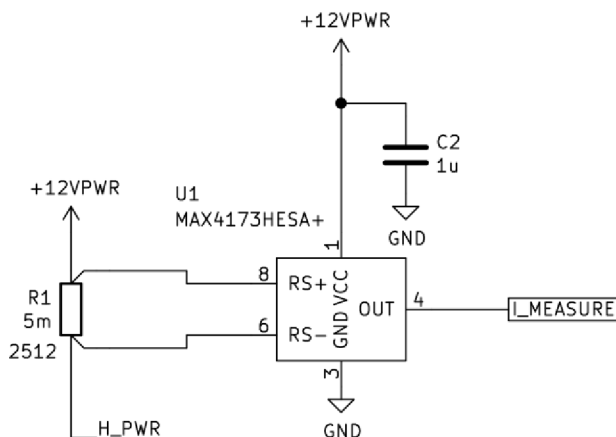 +12VPWR
C2
1u
GND
+12VPWR
U1
MAX4173HESA+
1
8
RS+
VCC
R1
5m
2512
6
RS-
GND
OUT
4
I_MEASURE
3
GND
H_PWR